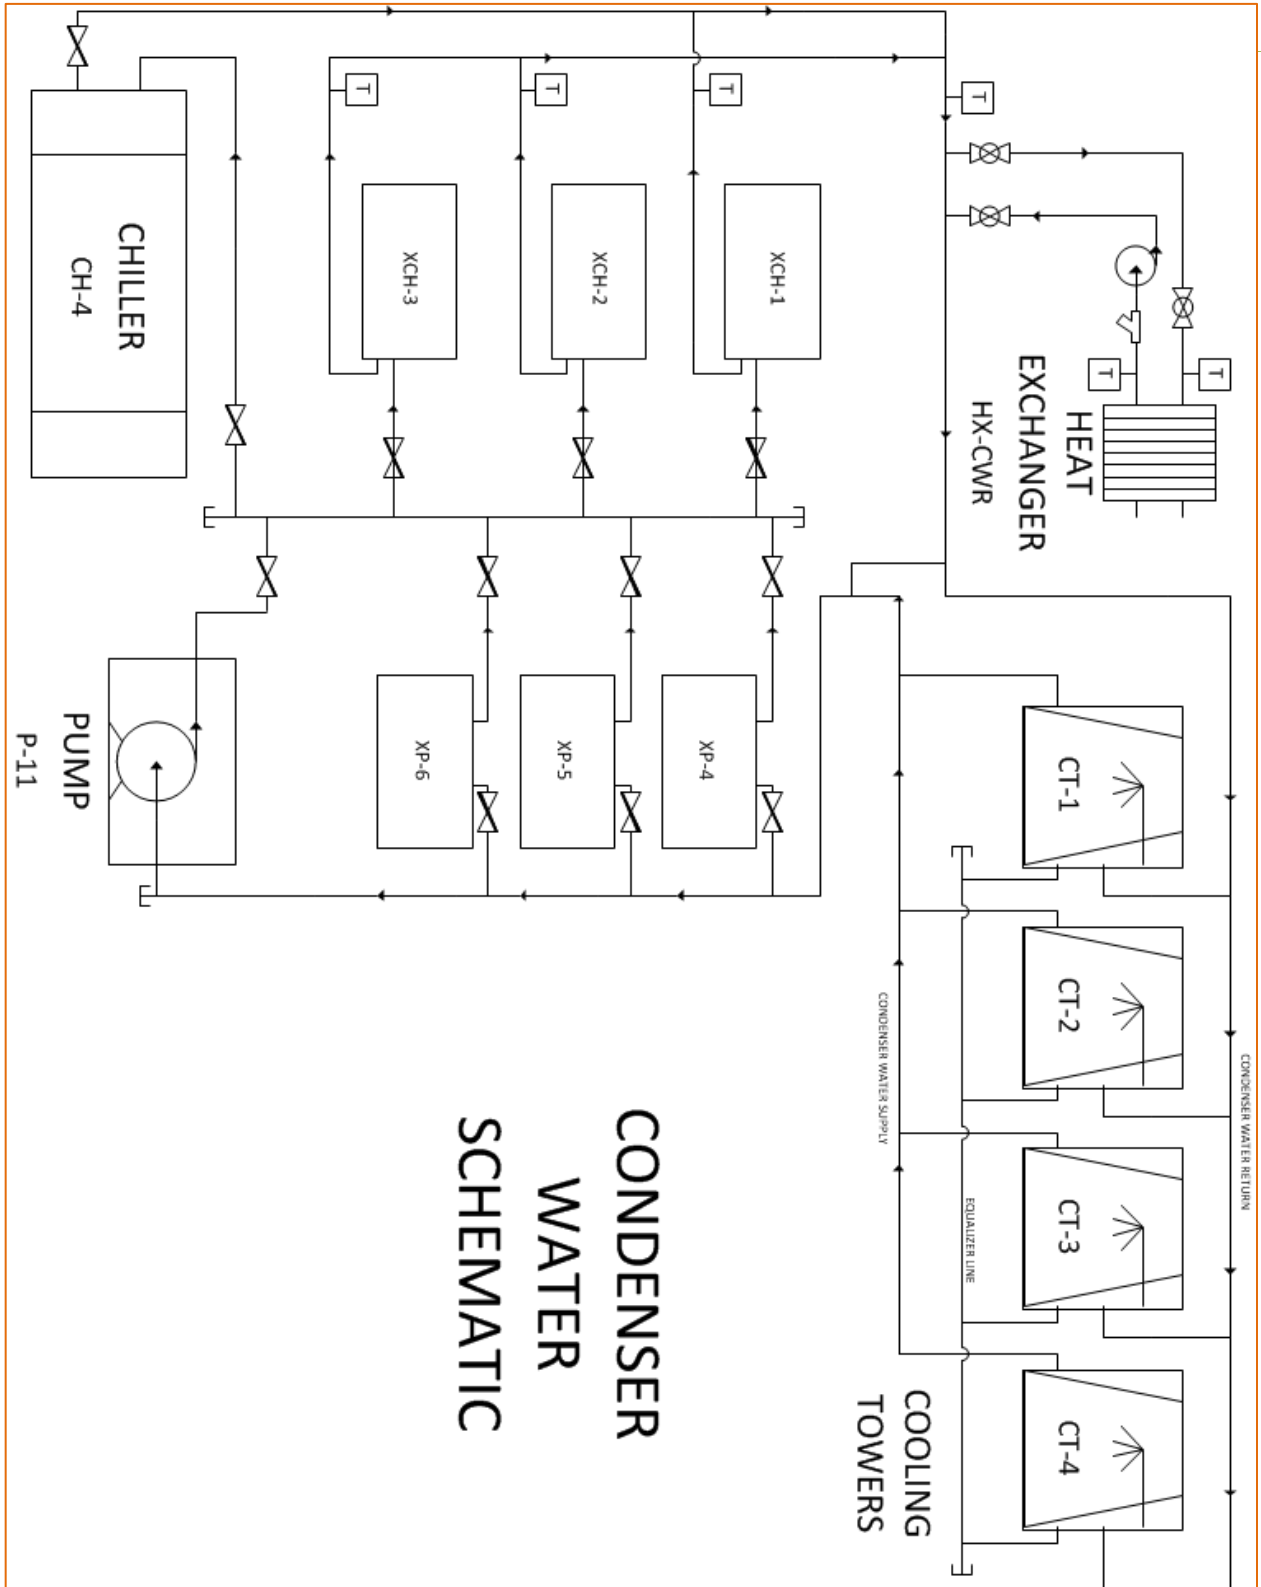 CONDENSER WATER RETURN
T
T
HEAT
EXCHANGER
HX-CWR
T
CT-1
CT-2
CT-3
CT-4
EQUALIZER LINE
CONDENSER WATER SUPPLY
COOLING
TOWERS
XCH-1
T
XP-4
XCH-2
T
XP-5
XCH-3
T
XP-6
CONDENSER
WATER
SCHEMATIC
CHILLER
CH-4
PUMP
P-11